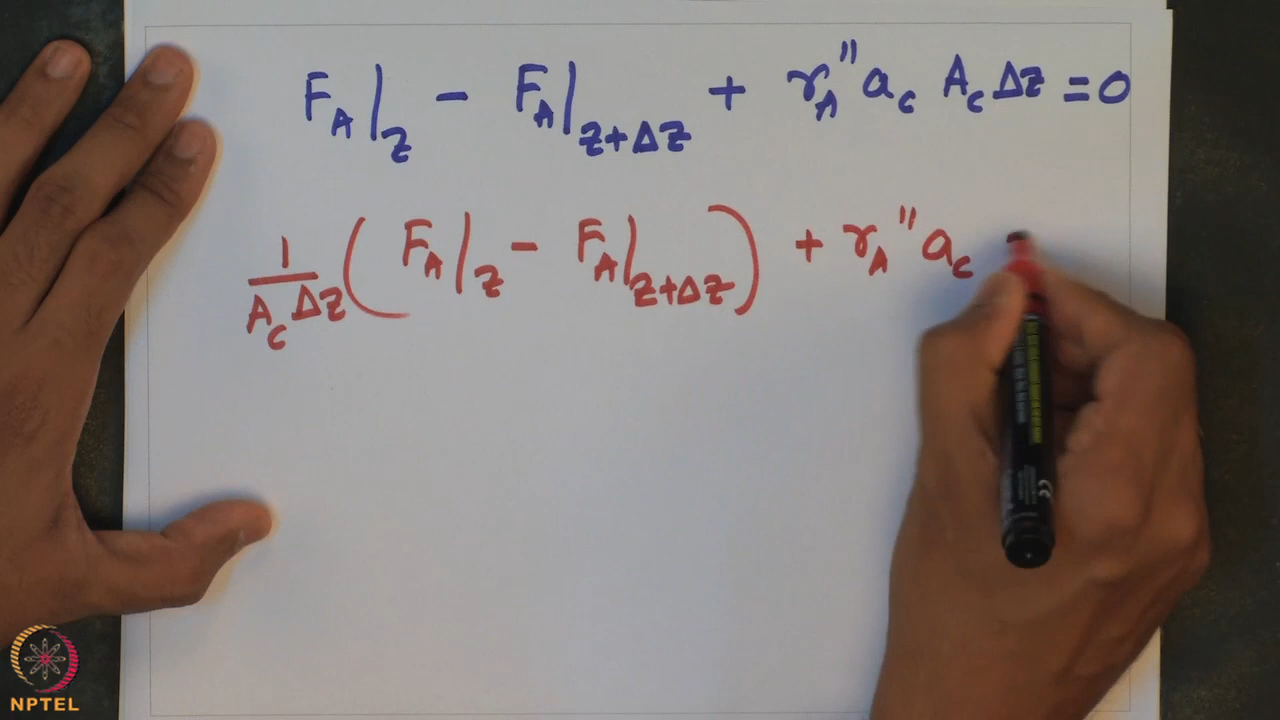 F_A|_z - F_A|_{z+Δz} + r_A'' a_c A_c Δz = 0
1/(A_c Δz) ( F_A|_z - F_A|_{z+Δz} ) + r_A'' a_c
NPTEL